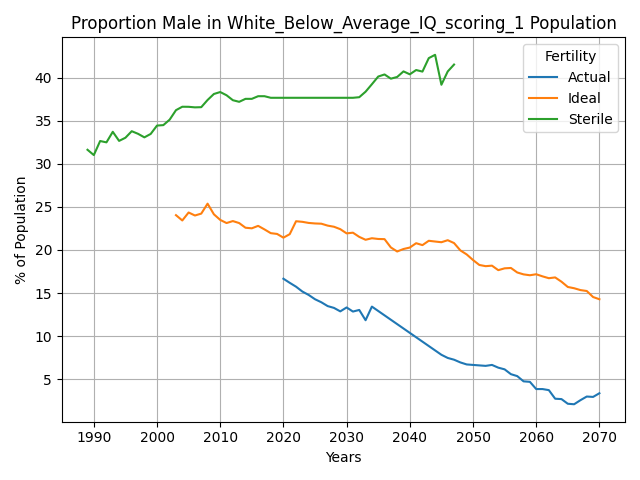 Proportion Male in White_Below_Average_IQ_scoring_1 Population
Fertility
Actual
Ideal
Sterile
% of Population
40
35
30
25
20
15
10
5
1990 2000 2010 2020 2030 2040 2050 2060 2070
Years